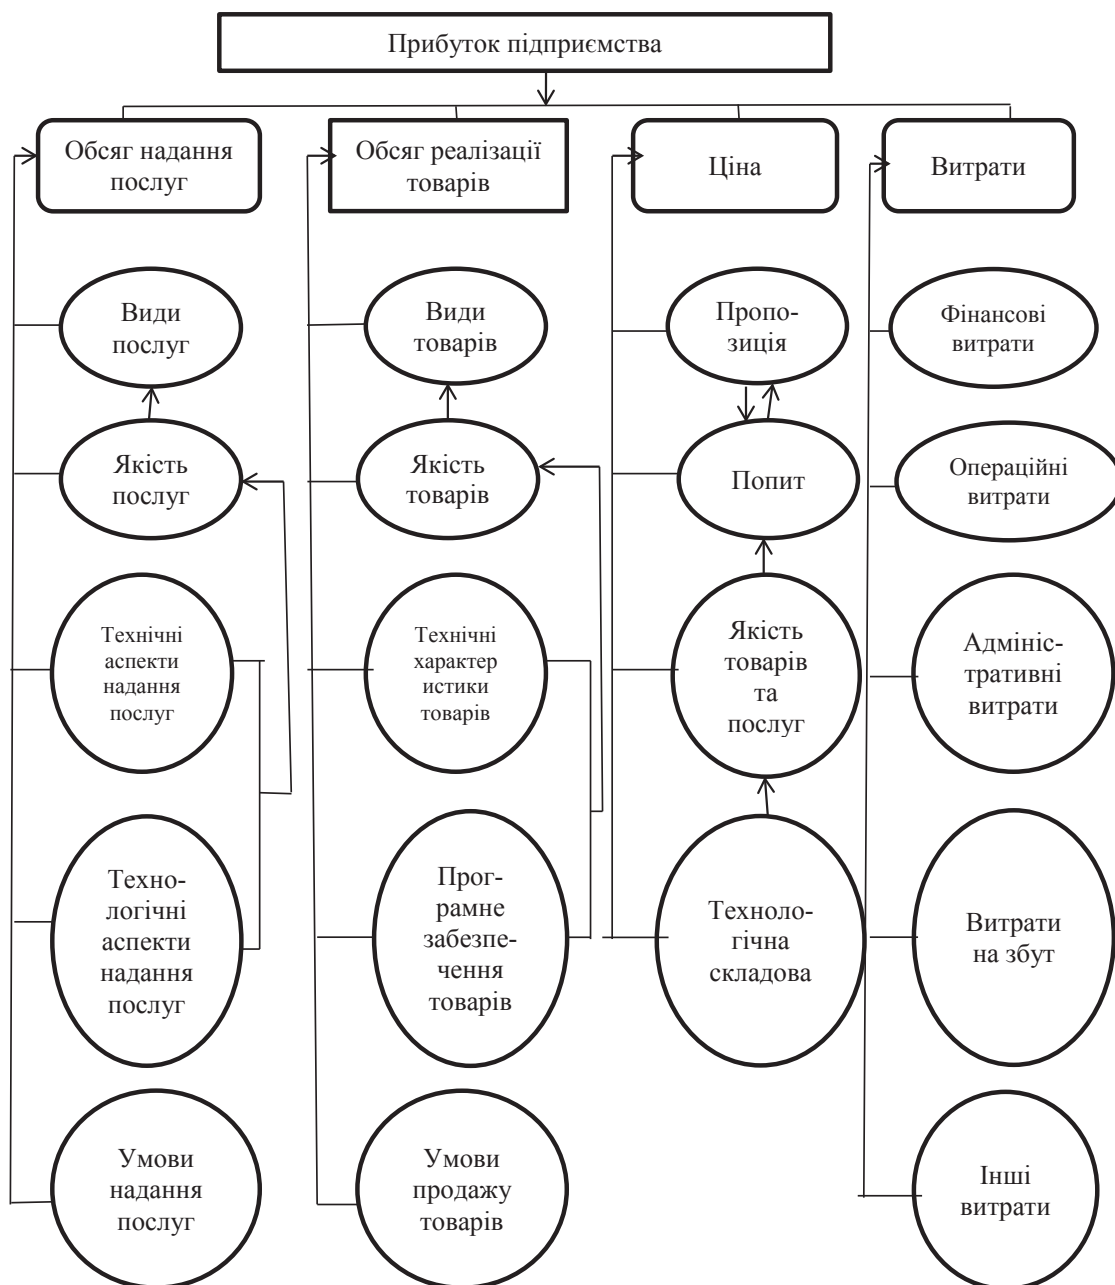 Прибуток підприємства
Обсяг надання
послуг
Обсяг реалізації
товарів
Ціна
Витрати
Види
послуг
Види
товарів
Пропо-
зиція
Фінансові
витрати
Якість
послуг
Якість
товарів
Попит
Операційні
витрати
Технічні
аспекти
надання
послуг
Технічні
характер
истики
товарів
Якість
товарів
та
послуг
Адмініс-
тративні
витрати
Техно-
логічні
аспекти
надання
послуг
Прог-
рамне
забезпе-
чення
товарів
Техноло-
гічна
складова
Витрати
на збут
Умови
надання
послуг
Умови
продажу
товарів
Інші
витрати